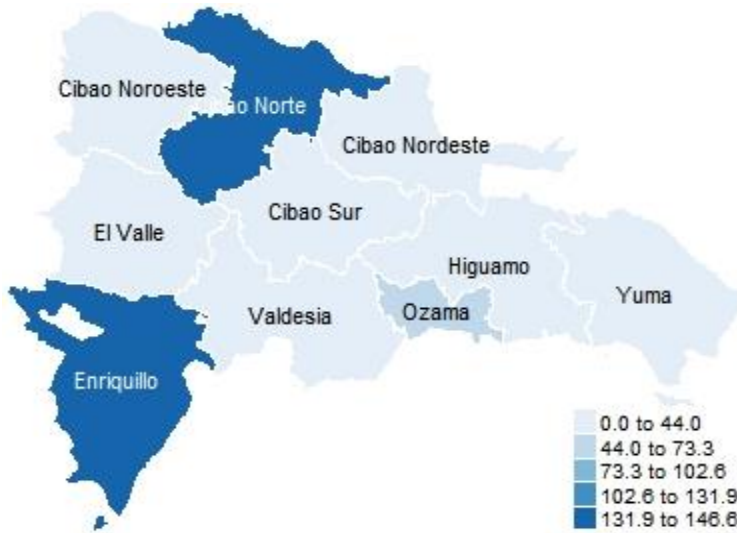 Cibao Noroeste
Cibao Norte
Cibao Nordeste
El Valle
Cibao Sur
Higuamo
Yuma
Valdesia
Ozama
Enriquillo
0.0 to 44.0
44.0 to 73.3
73.3 to 102.6
102.6 to 131.9
131.9 to 146.6